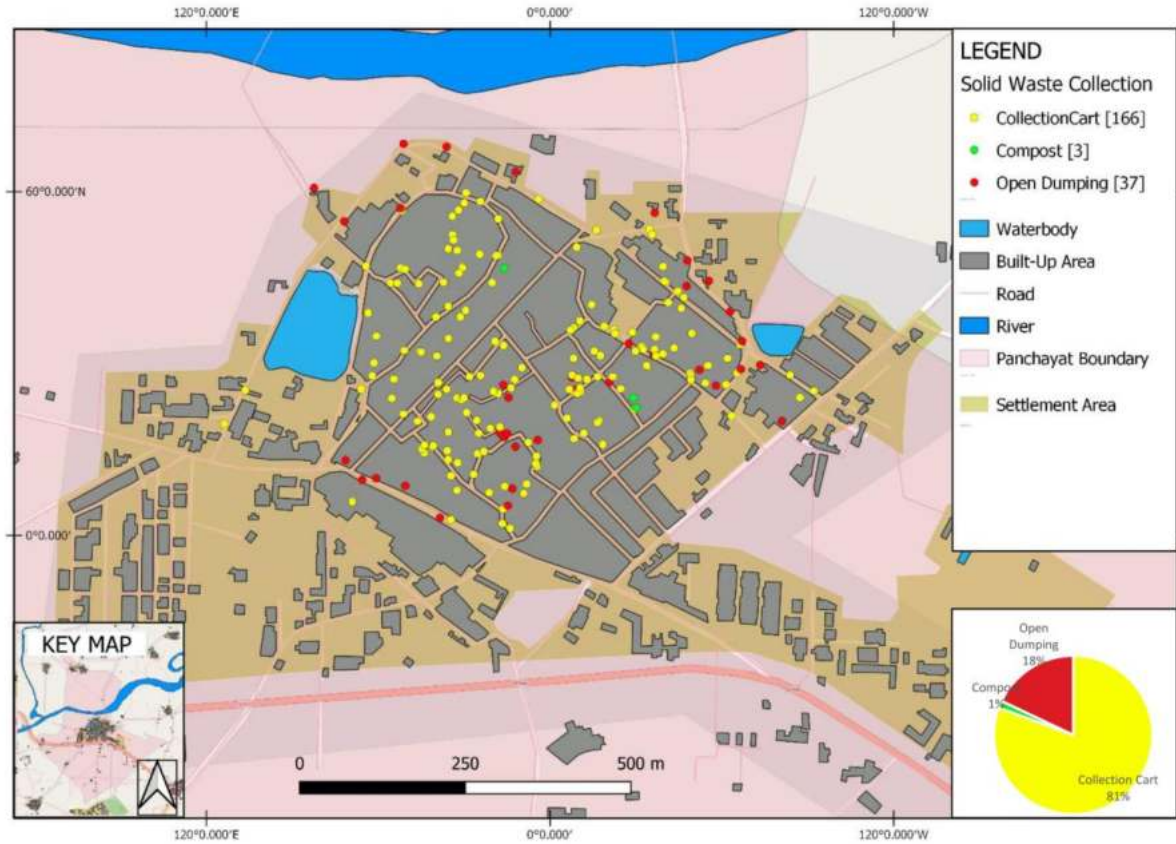 120°0.000'E
0°0.000'
120°0.000'W
60°0.000'N
0°0.000'
LEGEND
Solid Waste Collection
CollectionCart [166]
Compost [3]
Open Dumping [37]
Waterbody
Built-Up Area
Road
River
Panchayat Boundary
Settlement Area
KEY MAP
0
250
500 m
Open
Dumping
18%
Compost
1%
Collection Cart
81%
120°0.000'E
0°0.000'
120°0.000'W